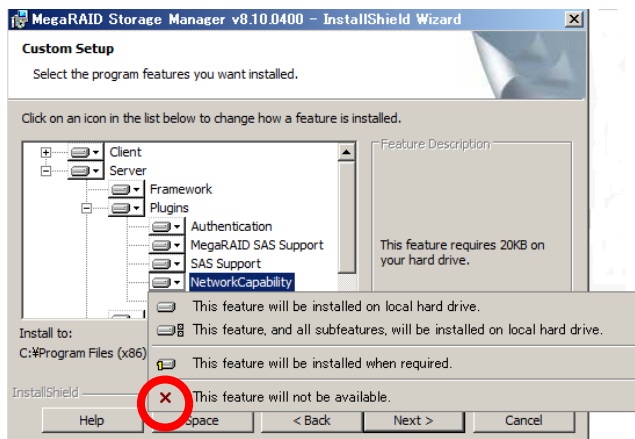 MegaRAID Storage Manager v8.10.0400 - InstallShield Wizard
Custom Setup
Select the program features you want installed.
Click on an icon in the list below to change how a feature is installed.
Client
Server
Framework
Plugins
Authentication
MegaRAID SAS Support
SAS Support
NetworkCapability
Feature Description
This feature requires 20KB on
your hard drive.
This feature will be installed on local hard drive.
This feature, and all subfeatures, will be installed on local hard drive.
This feature will be installed when required.
This feature will not be available.
Install to:
C:¥Program Files (x86)
InstallShield
Help
Space
< Back
Next >
Cancel